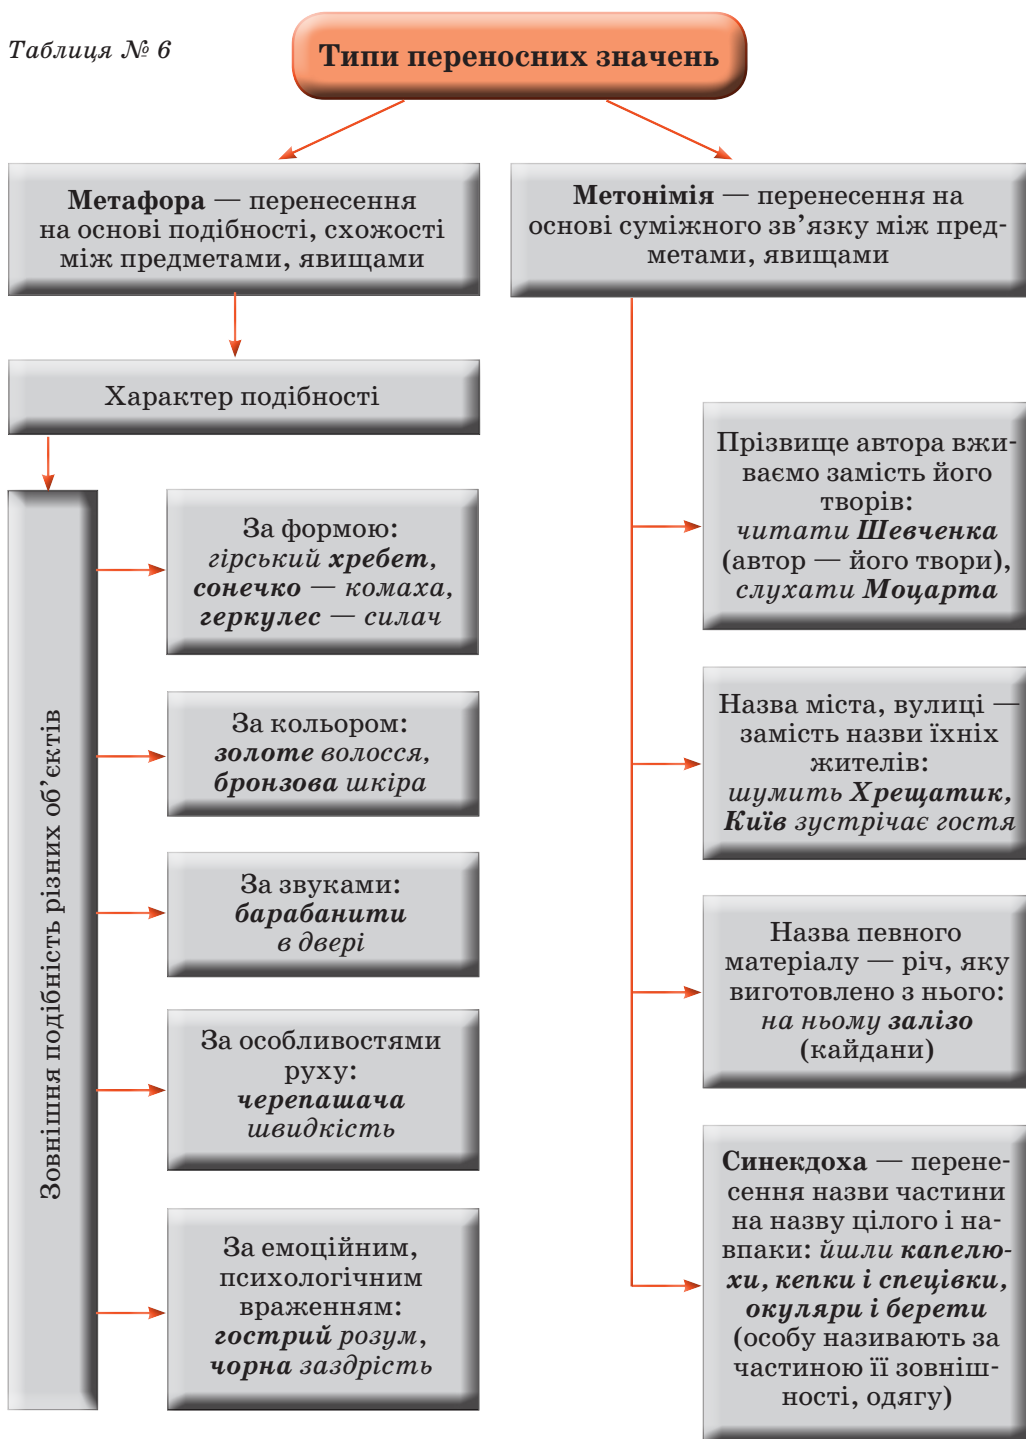 Таблиця № 6
Типи переносних значень
Метафора — перенесення
на основі подібності, схожості
між предметами, явищами
Характер подібності
Зовнішня подібність різних об’єктів
За формою:
гірський хребет,
сонечко — комаха,
геркулес — силач
За кольором:
золоте волосся,
бронзова шкіра
За звуками:
барабанити
в двері
За особливостями
руху:
черепашача
швидкість
За емоційним,
психологічним
враженням:
гострий розум,
чорна заздрість
Метонімія — перенесення на
основі суміжного зв’язку між пред-
метами, явищами
Прізвище автора вжи-
ваємо замість його
творів:
читати Шевченка
(автор — його твори),
слухати Моцарта
Назва міста, вулиці —
замість назви їхніх
жителів:
шумить Хрещатик,
Київ зустрічає гостя
Назва певного
матеріалу — річ, яку
виготовлено з нього:
на ньому залізо
(кайдани)
Синекдоха — перене-
сення назви частини
на назву цілого і на-
впаки: йшли капелю-
хи, кепки і спецівки,
окуляри і берети
(особу називають за
частиною її зовніш-
ності, одягу)